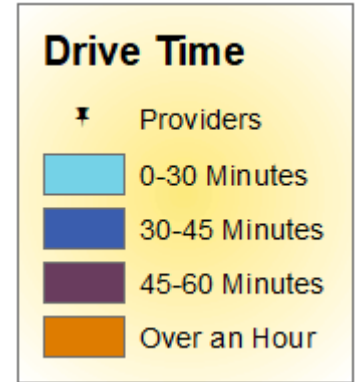 Drive Time
Providers
0-30 Minutes
30-45 Minutes
45-60 Minutes
Over an Hour